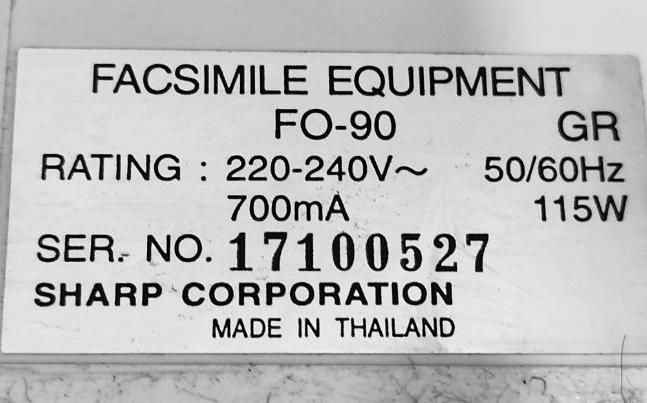 FACSIMILE EQUIPMENT
FO-90 GR
RATING : 220-240V~ 50/60Hz
700mA 115W
SER. NO. 17100527
SHARP CORPORATION
MADE IN THAILAND